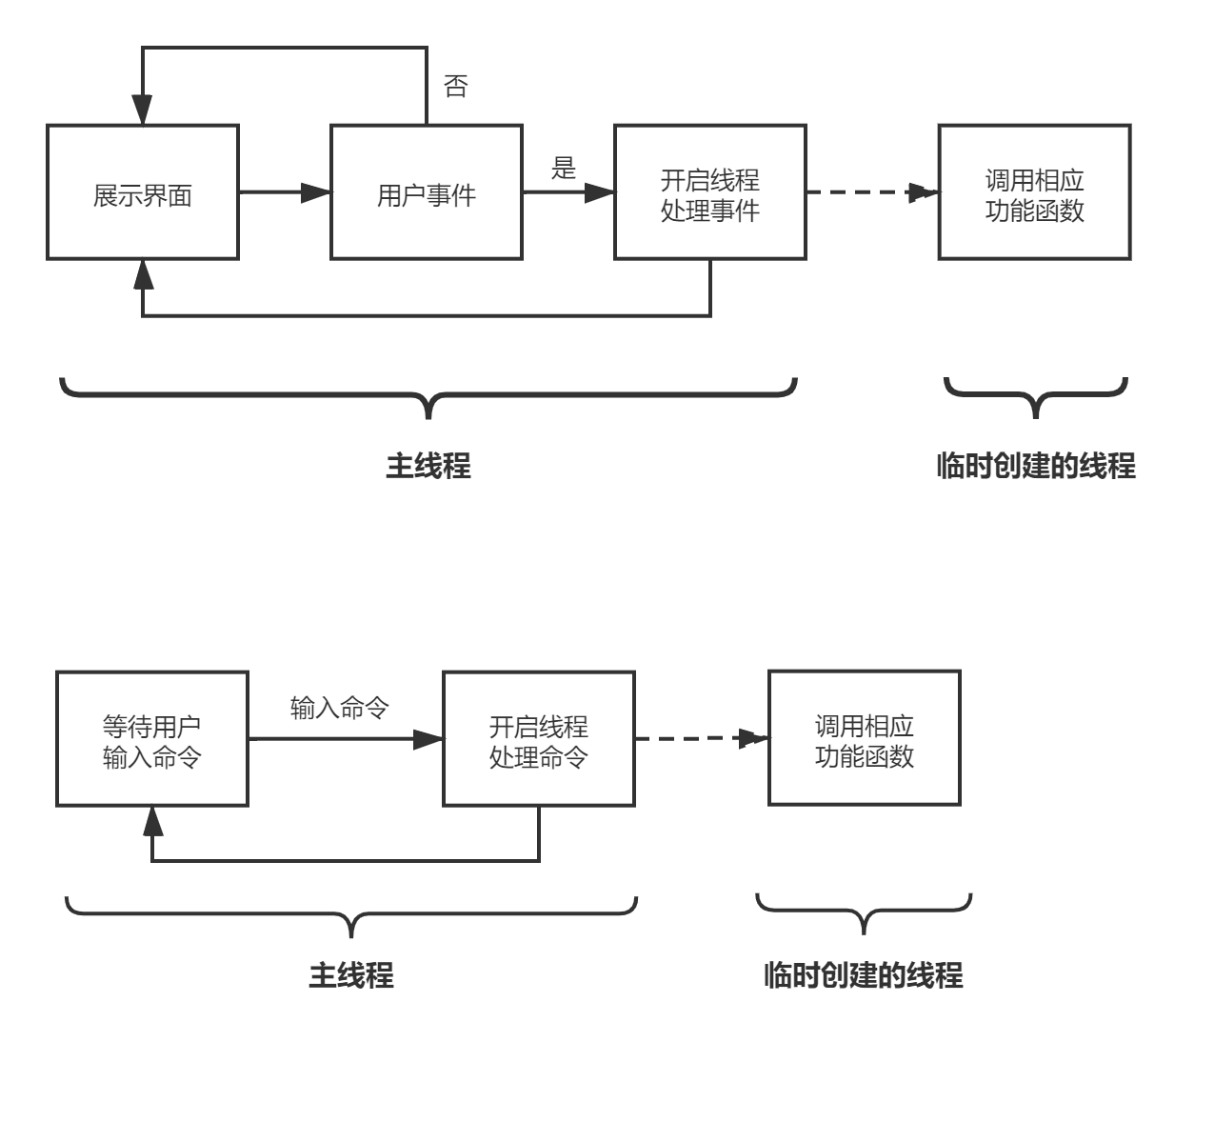 否
展示界面
用户事件
是
开启线程
处理事件
调用相应
功能函数
主线程
临时创建的线程
等待用户
输入命令
输入命令
开启线程
处理命令
调用相应
功能函数
主线程
临时创建的线程